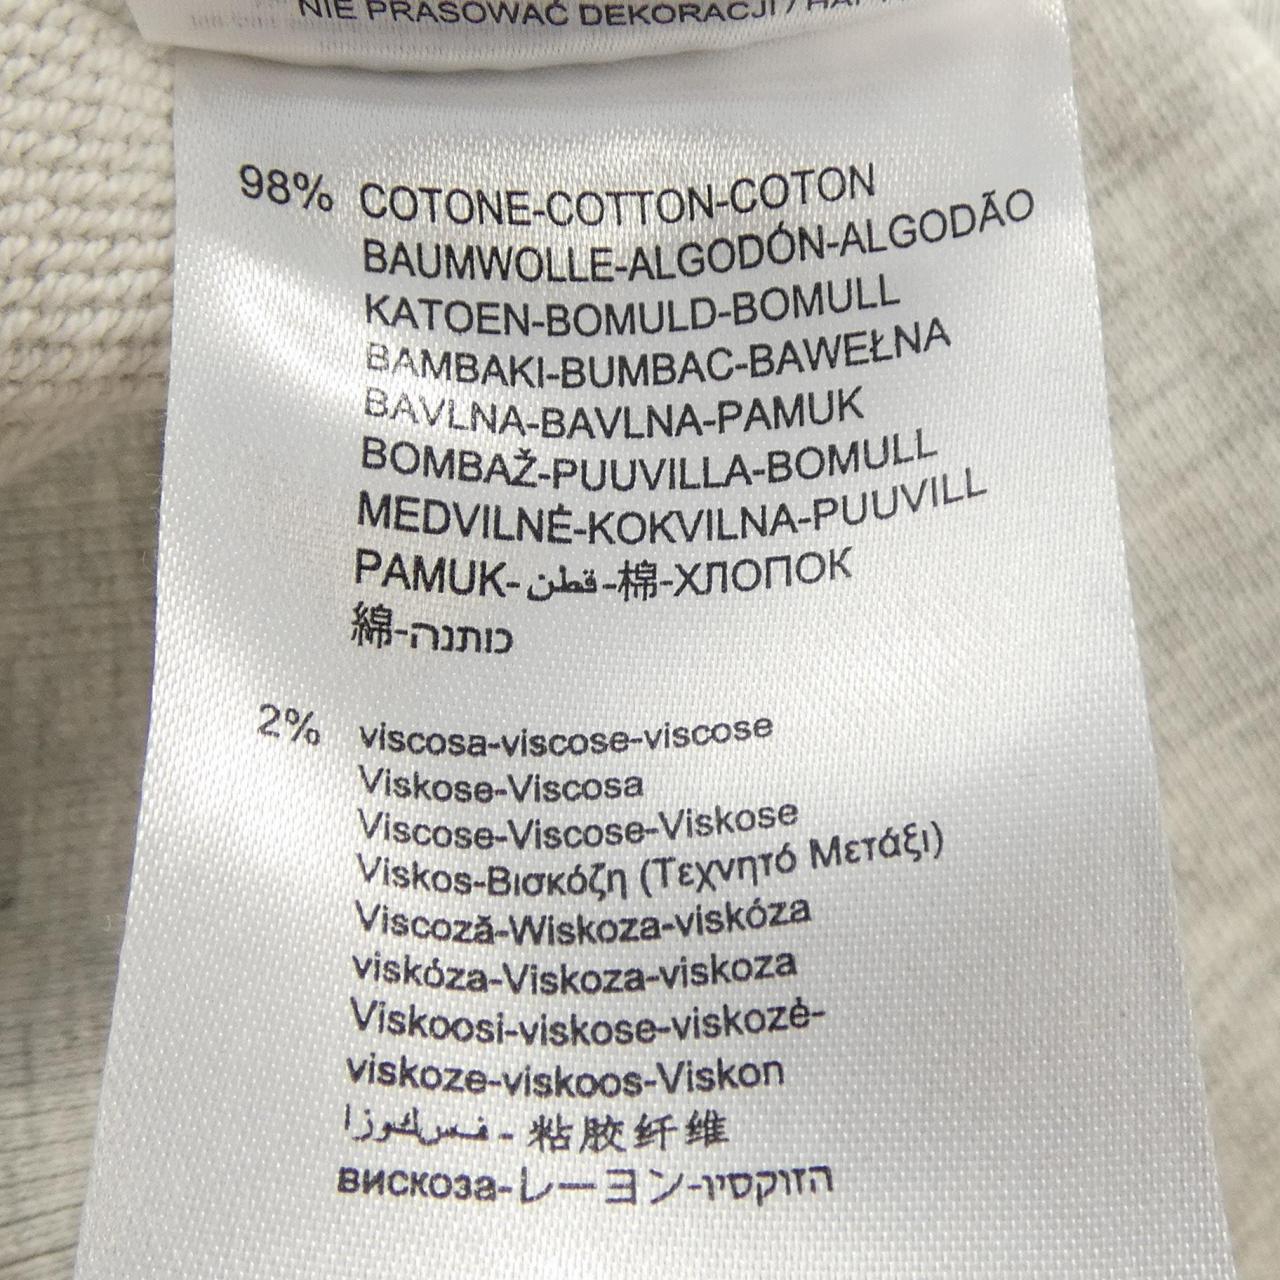 NIE PRASOWAĆ DEKORACJI /
98% COTONE-COTTON-COTON
BAUMWOLLE-ALGODÓN-ALGODÃO
KATOEN-BOMULD-BOMULL
BAMBAKI-BUMBAC-BAWEŁNA
BAVLNA-BAVLNA-PAMUK
BOMBAŽ-PUUVILLA-BOMULL
MEDVILNĖ-KOKVILNA-PUUVILL
PAMUK-قطن-棉-ХЛОПОК
綿-כותנה
2% viscosa-viscose-viscose
Viskose-Viscosa
Viscose-Viscose-Viskose
Viskos-Βισκόζη (Τεχνητό Μετάξι)
Viscoză-Wiskoza-viskóza
viskóza-Viskoza-viskoza
Viskoosi-viskose-viskozė-
viskoze-viskoos-Viskon
فسكوزا - 粘胶纤维
вискоза-レーヨン-הזוקסיו